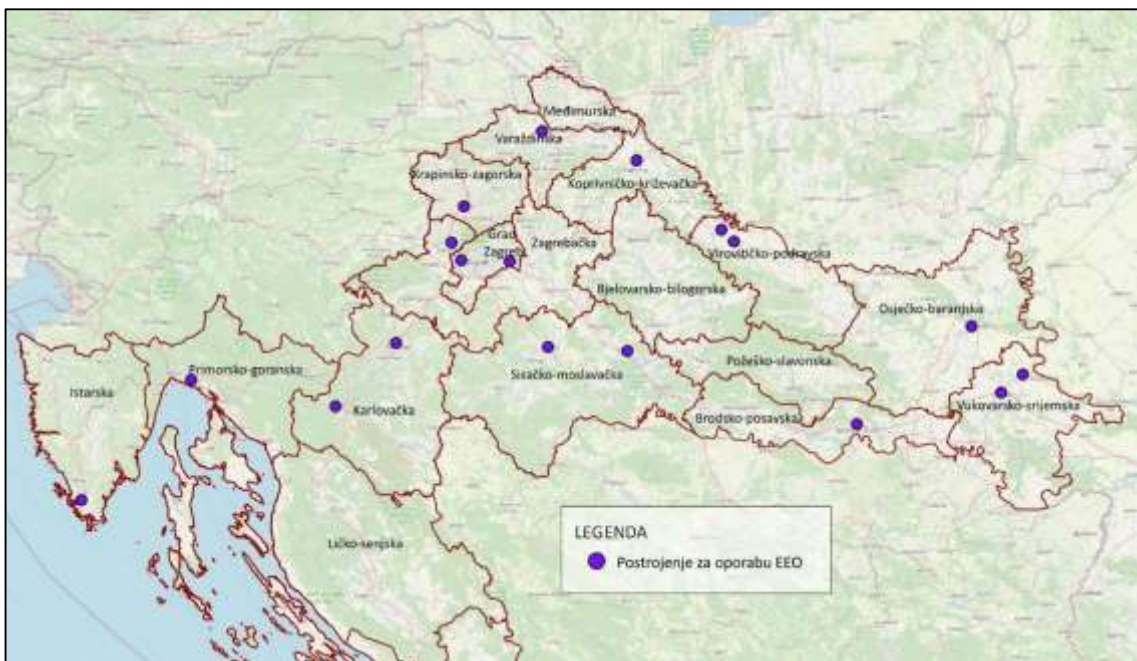 Međimurska
Varaždinska
Krapinsko-zagorska
Koprivničko-križevačka
Grad
Zagreb
Zagrebačka
Virovitičko-podravska
Bjelovarsko-bilogorska
Osječko-baranjska
Primorsko-goranska
Istarska
Karlovačka
Sisačko-moslavačka
Požeško-slavonska
Brodsko-posavska
Vukovarsko-srijemska
Ličko-senjska
LEGENDA
Postrojenje za oporabu EEO